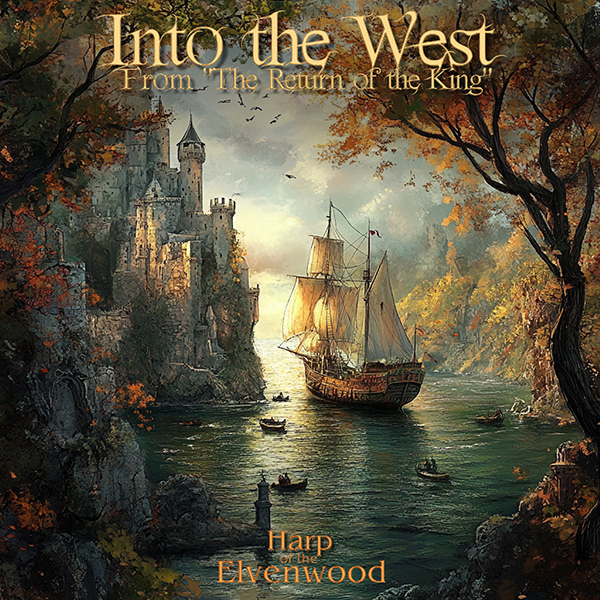 Into the West
From "The Return of the King"
Harp
of the
Elvenwood